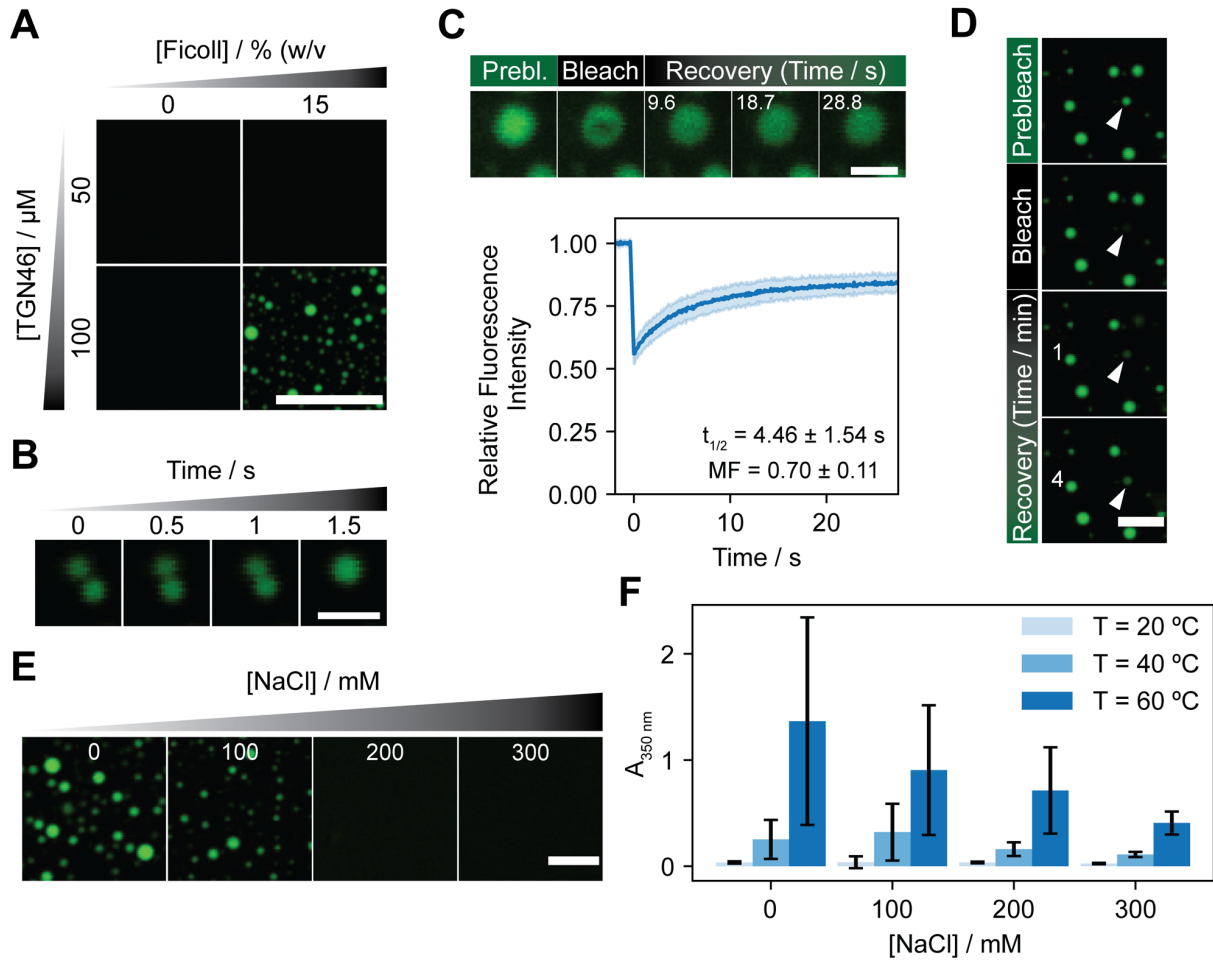 A
[Ficoll] / % (w/v
0
15
[TGN46] / µM
50
100
B
Time / s
0
0.5
1
1.5
C
Prebl.
Bleach
Recovery (Time / s)
9.6
18.7
28.8
Relative Fluorescence
Intensity
1.00
0.75
0.50
0.25
0.00
t1/2 = 4.46 ± 1.54 s
MF = 0.70 ± 0.11
0
10
20
Time / s
D
Prebleach
Bleach
Recovery (Time / min)
1
4
E
[NaCl] / mM
0
100
200
300
F
A350 nm
2
1
0
T = 20 ºC
T = 40 ºC
T = 60 ºC
0
100
200
300
[NaCl] / mM